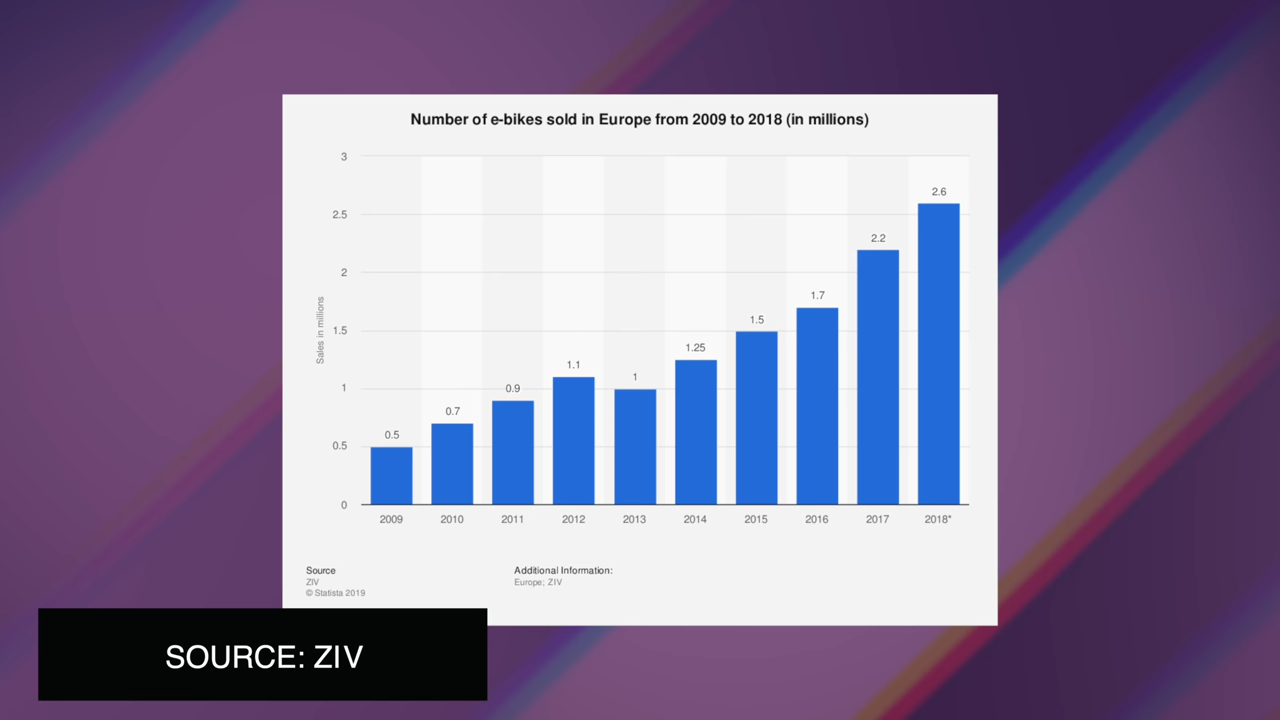 Number of e-bikes sold in Europe from 2009 to 2018 (in millions)
3
2.5
2
1.5
1
0.5
0
Sales in millions
0.5
0.7
0.9
1.1
1
1.25
1.5
1.7
2.2
2.6
2009 2010 2011 2012 2013 2014 2015 2016 2017 2018*
Source
ZIV
© Statista 2019
Additional Information:
Europe; ZIV
SOURCE: ZIV